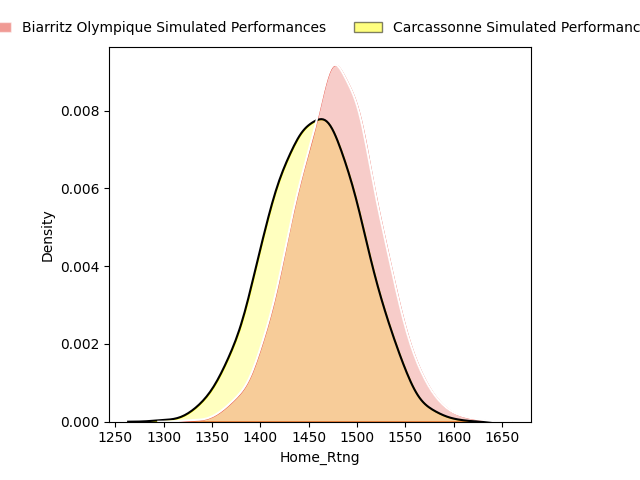 Biarritz Olympique Simulated Performances
Carcassonne Simulated
Density
0.008
0.006
0.004
0.002
0.000
1250 1300 1350 1400 1450 1500 1550 1600 1650
Home_Rtng